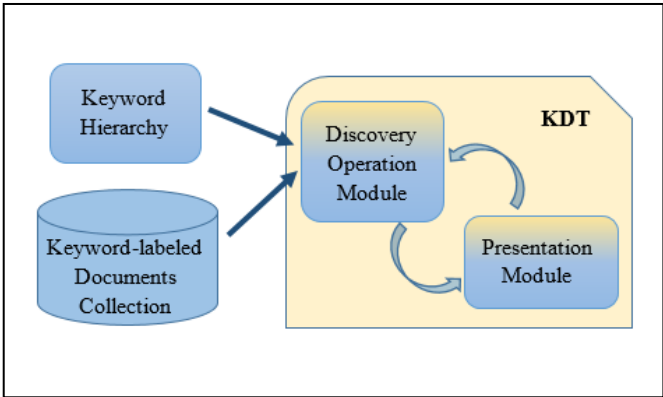 Keyword
Hierarchy
Keyword-labeled
Documents
Collection
KDT
Discovery
Operation
Module
Presentation
Module